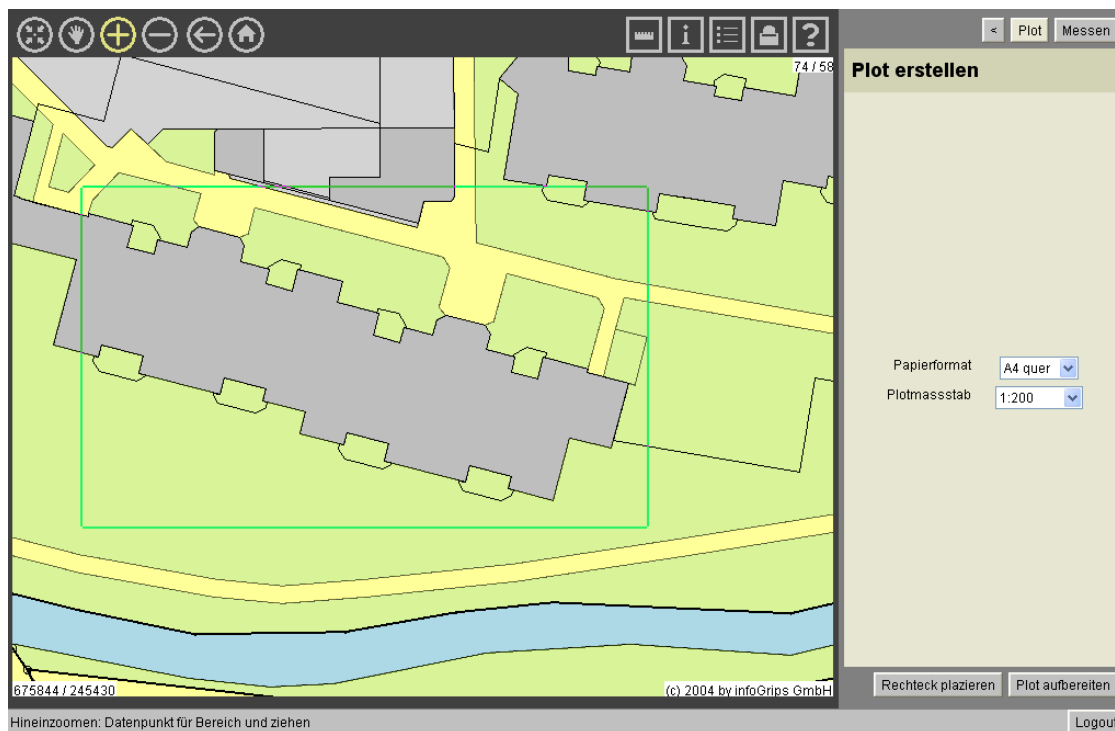 < Plot Messen
74 / 58
Plot erstellen
Papierformat A4 quer
Plotmassstab 1:200
675844 / 245430
(c) 2004 by infoGrips GmbH
Rechteck plazieren Plot aufbereiten
Hineinzoomen: Datenpunkt für Bereich und ziehen
Logout